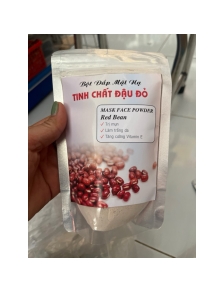 Bột Đắp Mặt Nạ
TINH CHẤT ĐẬU ĐỎ
MASK FACE POWDER
Red Bean
✓ Trị mụn
✓ Làm trắng da
✓ Tăng cường Vitamin E